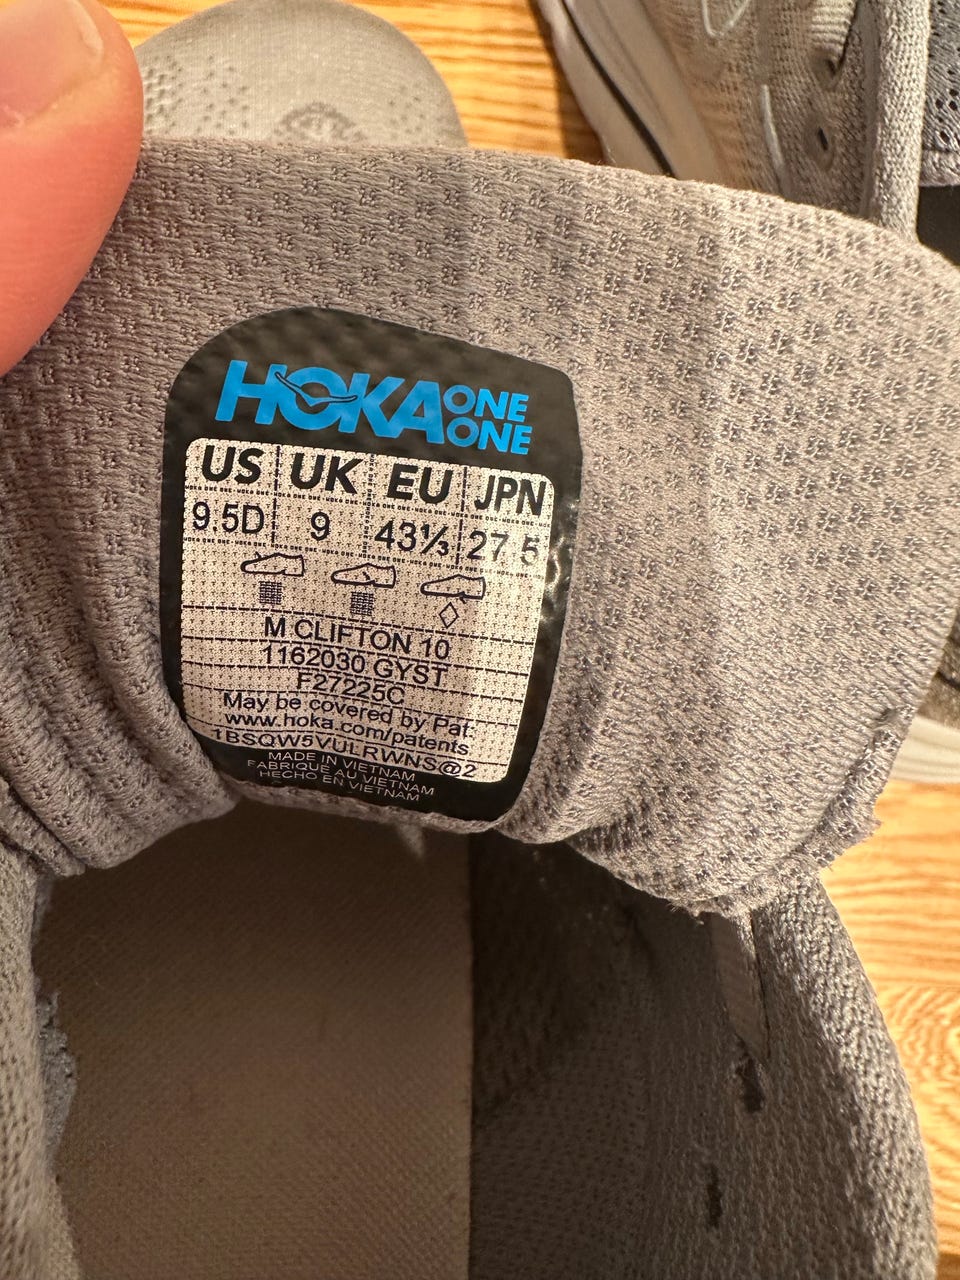 HOKA ONE ONE
US UK EU JPN
9.5D 9 43⅓ 27.5
M CLIFTON 10
1162030 GYST
F27225C
May be covered by Pat:
www.hoka.com/patents
1BSQW5VULRWNS@2
MADE IN VIETNAM
FABRIQUE AU VIETNAM
HECHO EN VIETNAM